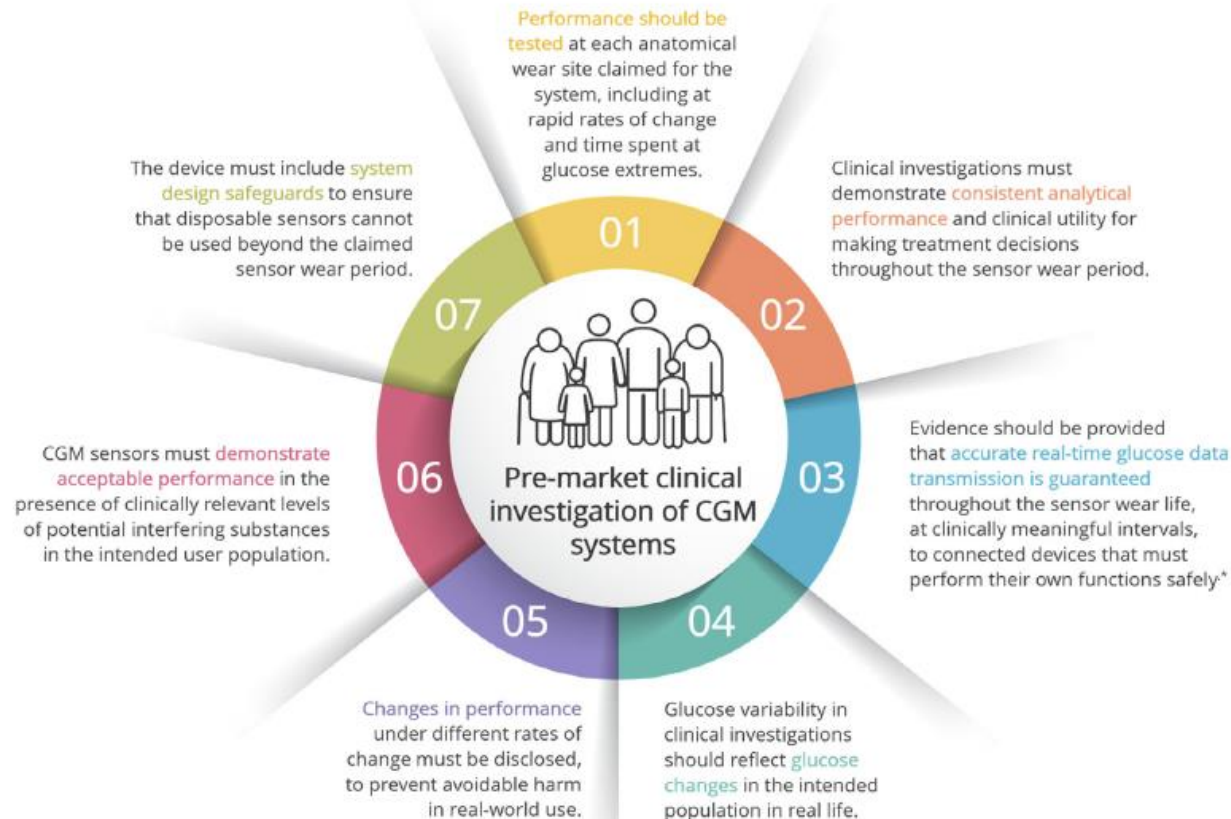 Performance should be
tested at each anatomical
wear site claimed for the
system, including at
rapid rates of change
and time spent at
glucose extremes.
01
Clinical investigations must
demonstrate consistent analytical
performance and clinical utility for
making treatment decisions
throughout the sensor wear period.
02
Evidence should be provided
that accurate real-time glucose data
transmission is guaranteed
throughout the sensor wear life,
at clinically meaningful intervals,
to connected devices that must
perform their own functions safely.*
03
Glucose variability in
clinical investigations
should reflect glucose
changes in the intended
population in real life.
04
Changes in performance
under different rates of
change must be disclosed,
to prevent avoidable harm
in real-world use.
05
CGM sensors must demonstrate
acceptable performance in the
presence of clinically relevant levels
of potential interfering substances
in the intended user population.
06
The device must include system
design safeguards to ensure
that disposable sensors cannot
be used beyond the claimed
sensor wear period.
07
Pre-market clinical
investigation of CGM
systems